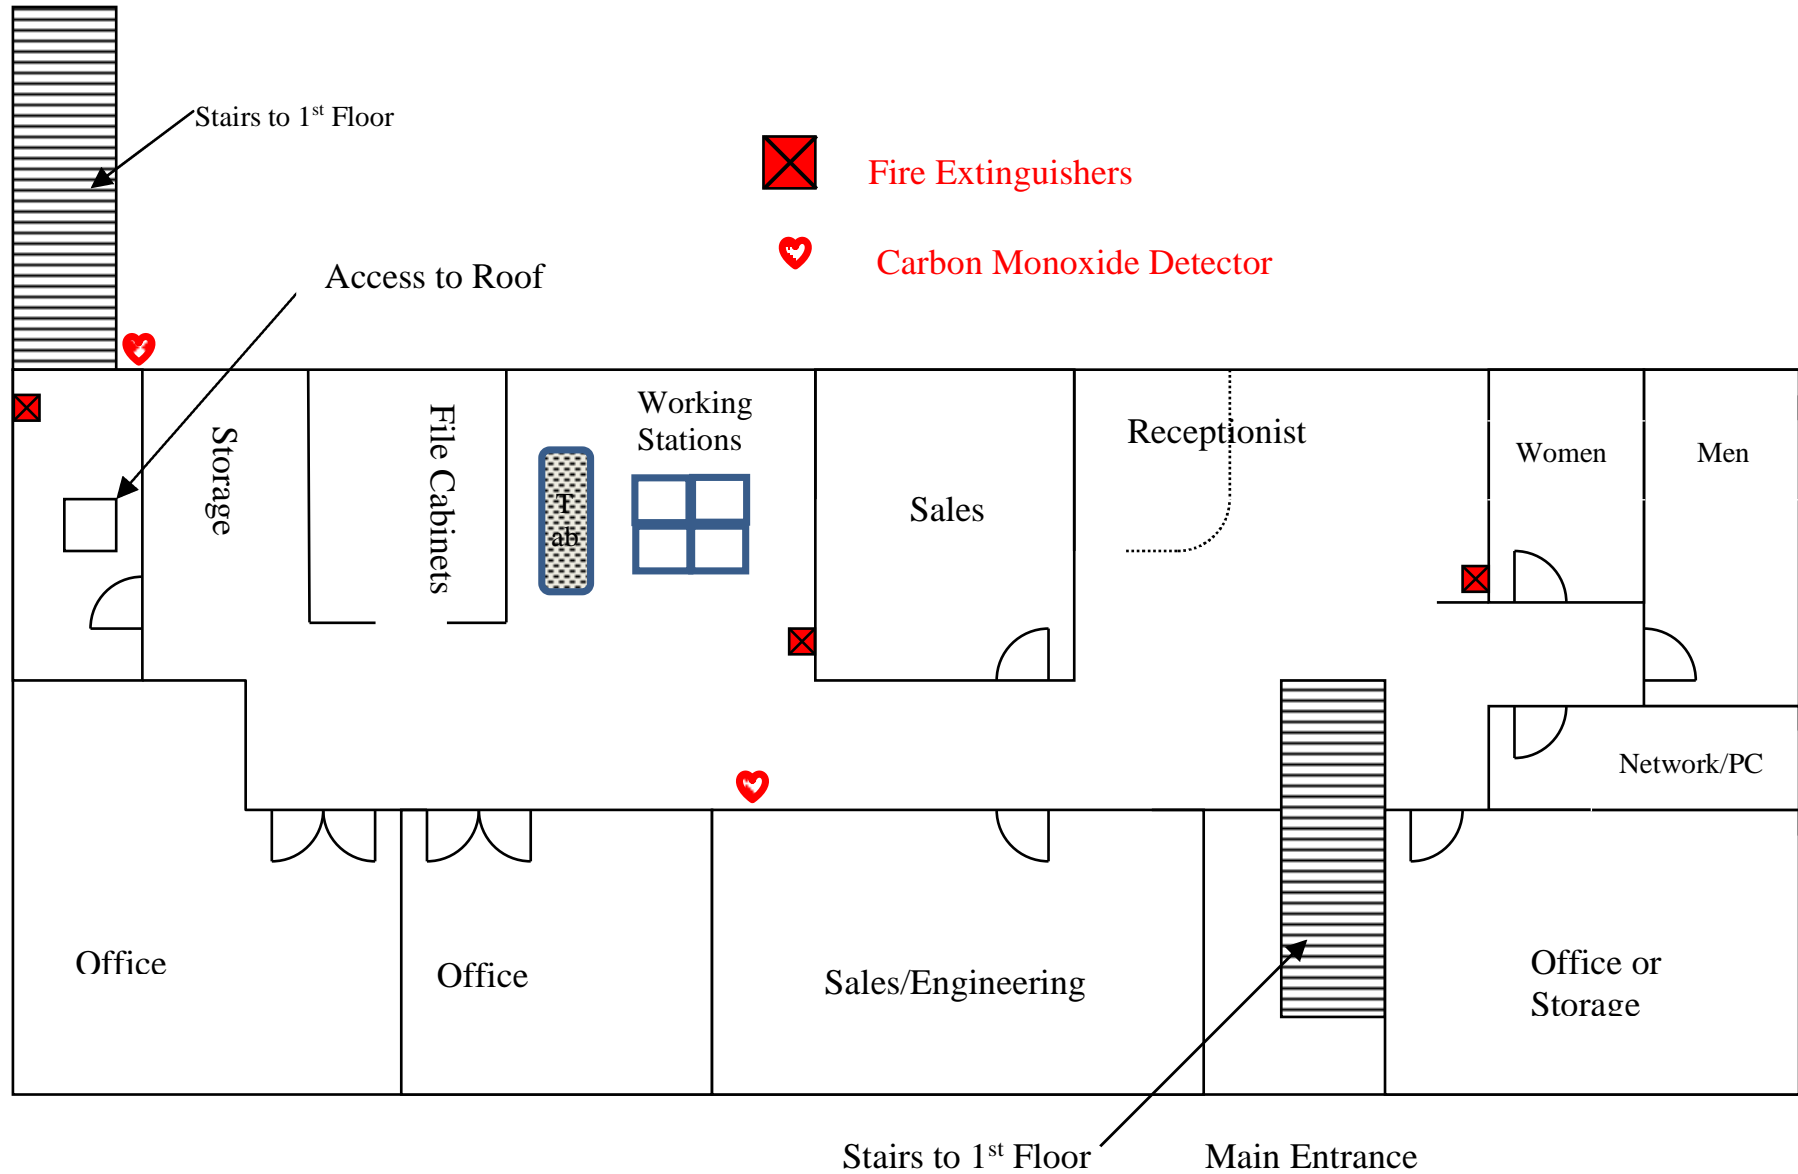 Stairs to 1st Floor
Fire Extinguishers
Access to Roof
Carbon Monoxide Detector
Storage
File Cabinets
Working
Stations
T
ab
Sales
Receptionist
Women
Men
Network/PC
Office
Office
Sales/Engineering
Office or
Storage
Stairs to 1st Floor
Main Entrance